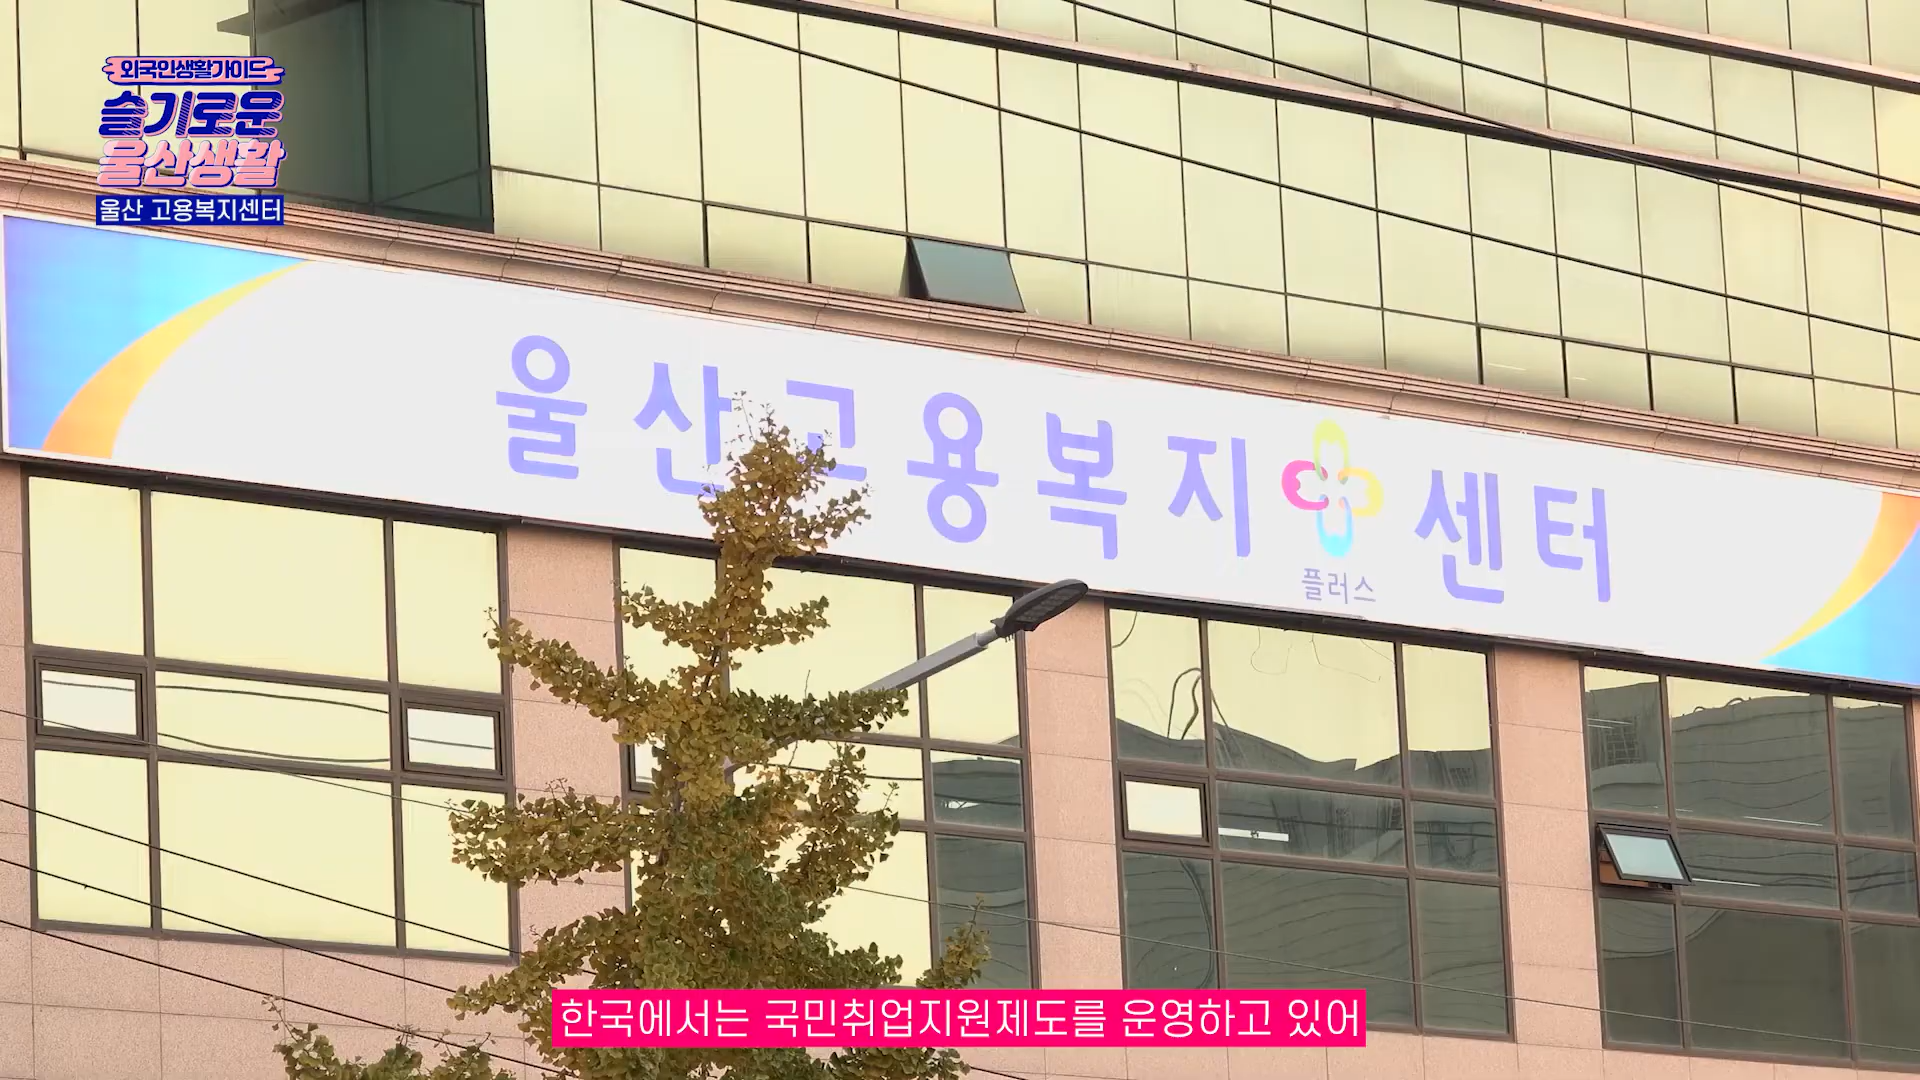 외국인생활가이드
슬기로운
울산생활
울산 고용복지센터
울산고용복지 센터
플러스
한국에서는 국민취업지원제도를 운영하고 있어